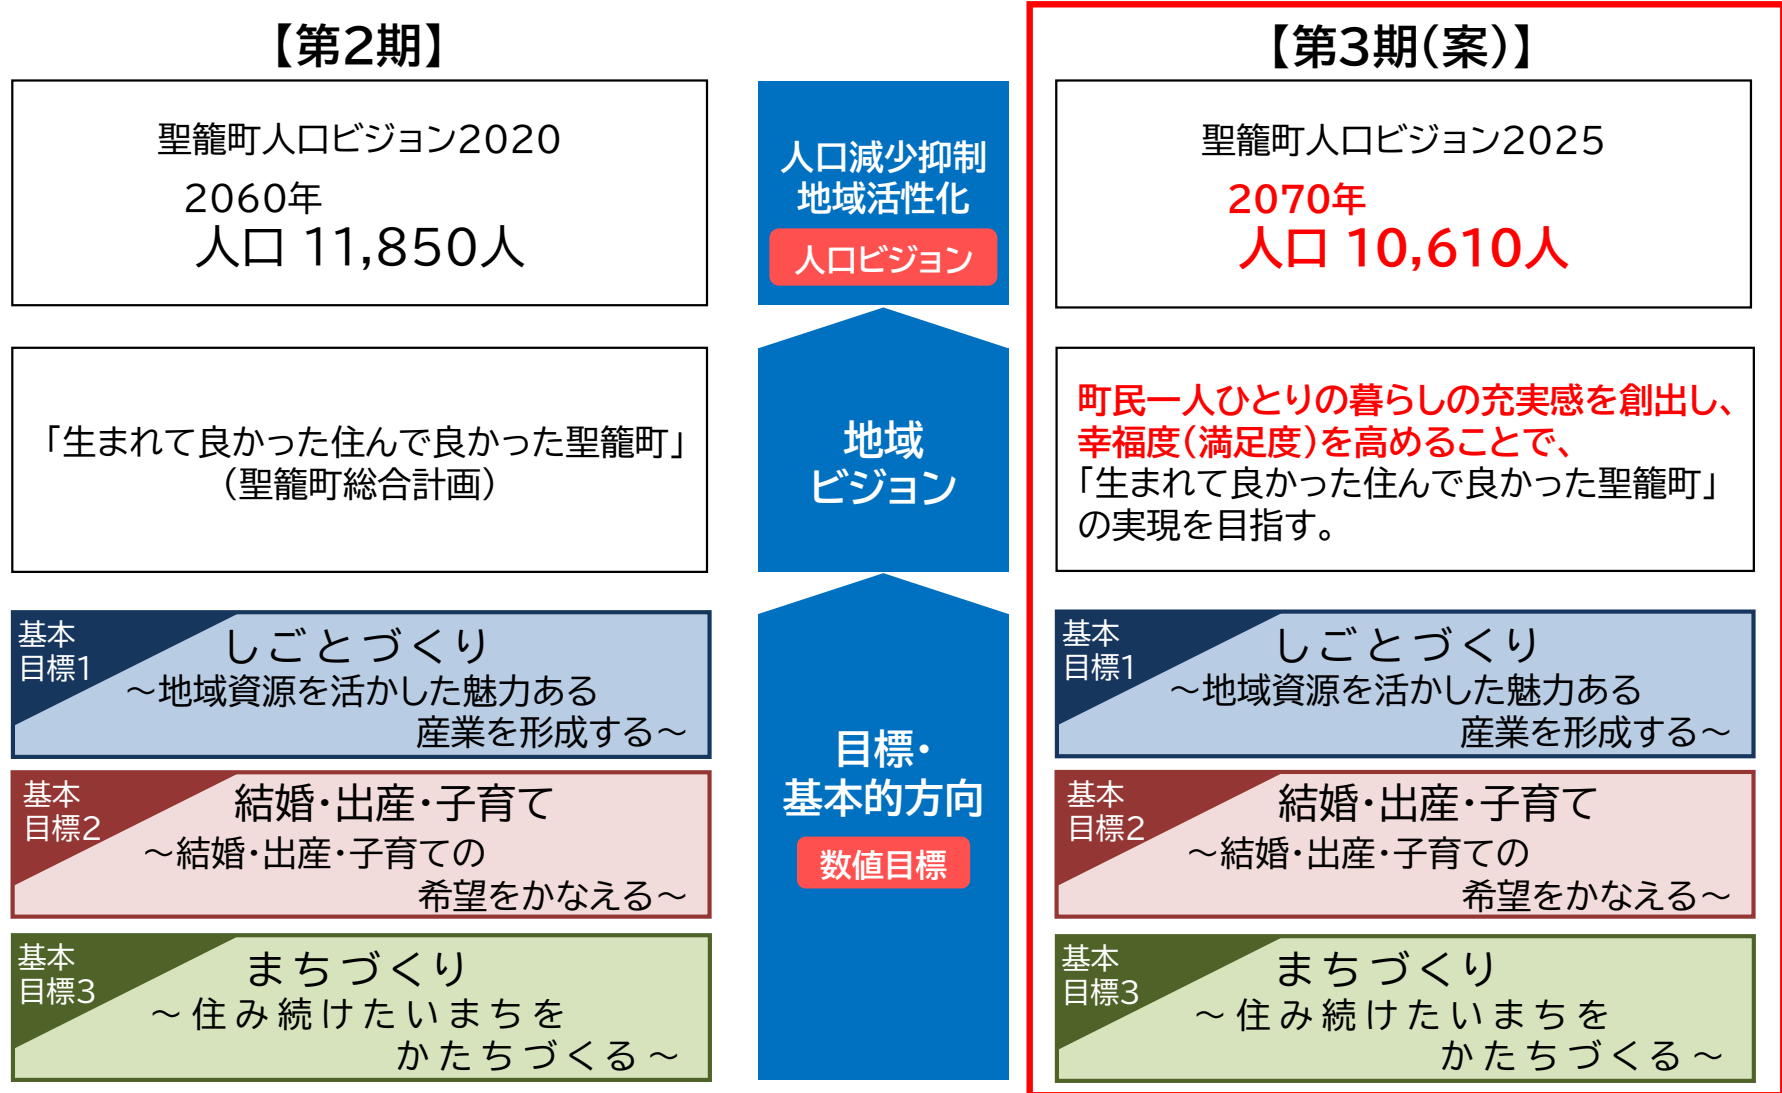 【第2期】
聖籠町人口ビジョン2020
2060年
人口 11,850人
「生まれて良かった住んで良かった聖籠町」
（聖籠町総合計画）
基本
目標1
しごとづくり
～地域資源を活かした魅力ある
産業を形成する～
基本
目標2
結婚・出産・子育て
～結婚・出産・子育ての
希望をかなえる～
基本
目標3
まちづくり
～住み続けたいまちを
かたちづくる～
人口減少抑制
地域活性化
人口ビジョン
地域
ビジョン
目標・
基本的方向
数値目標
【第3期（案）】
聖籠町人口ビジョン2025
2070年
人口 10,610人
町民一人ひとりの暮らしの充実感を創出し、
幸福度（満足度）を高めることで、
「生まれて良かった住んで良かった聖籠町」
の実現を目指す。
基本
目標1
しごとづくり
～地域資源を活かした魅力ある
産業を形成する～
基本
目標2
結婚・出産・子育て
～結婚・出産・子育ての
希望をかなえる～
基本
目標3
まちづくり
～住み続けたいまちを
かたちづくる～